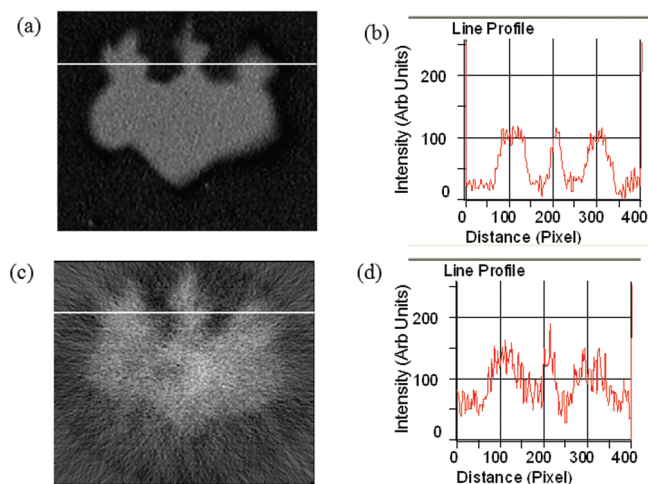 (a)
(b)
Line Profile
Intensity (Arb Units)
200
100
0
0 100 200 300 400
Distance (Pixel)
(c)
(d)
Line Profile
Intensity (Arb Units)
200
100
0
0 100 200 300 400
Distance (Pixel)